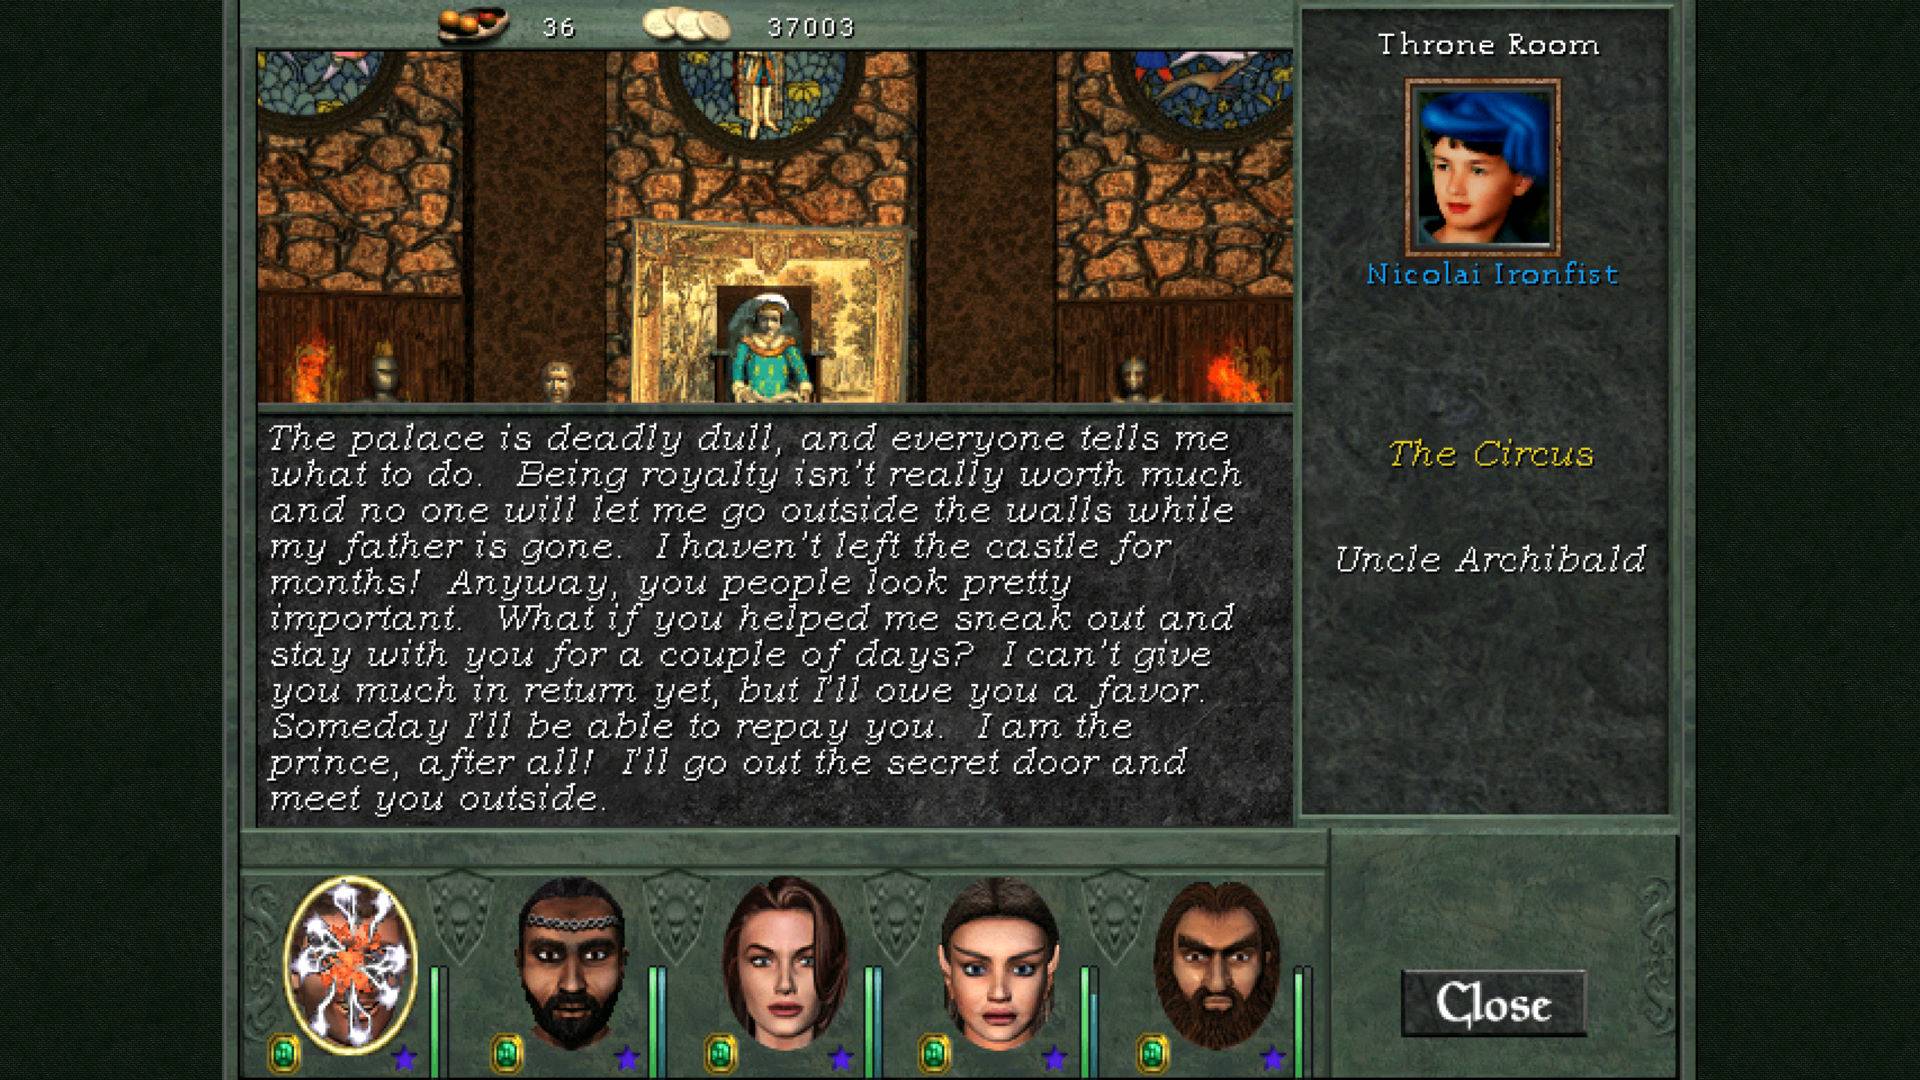 36
37003
Throne Room
Nicolai Ironfist
The Circus
Uncle Archibald
The palace is deadly dull, and everyone tells me
what to do.  Being royalty isn't really worth much
and no one will let me go outside the walls while
my father is gone.  I haven't left the castle for
months!  Anyway, you people look pretty
important.  What if you helped me sneak out and
stay with you for a couple of days?  I can't give
you much in return yet, but I'll owe you a favor.
Someday I'll be able to repay you.  I am the
prince, after all!  I'll go out the secret door and
meet you outside.
Close